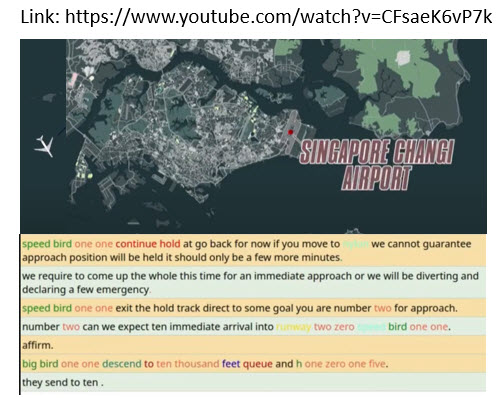 Link: https://www.youtube.com/watch?v=CFsaeK6vP7k
SINGAPORE CHANGI
AIRPORT
speed bird one one continue hold at go back for now if you move to we cannot guarantee
approach position will be held it should only be a few more minutes.
we require to come up the whole this time for an immediate approach or we will be diverting and
declaring a few emergency.
speed bird one one exit the hold track direct to some goal you are number two for approach.
number two can we expect ten immediate arrival into runway two zero speed bird one one.
affirm.
big bird one one descend to ten thousand feet queue and h one zero one five.
they send to ten .